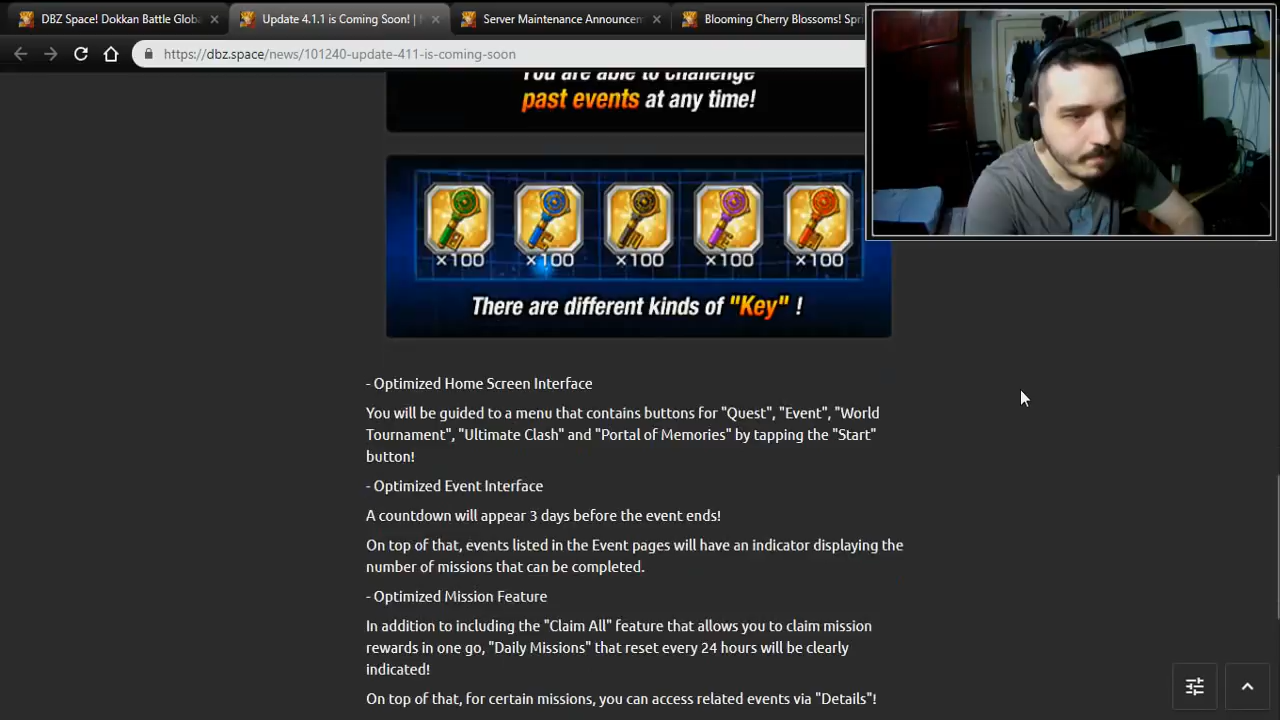 DBZ Space! Dokkan Battle Globa
Update 4.1.1 is Coming Soon! |
Server Maintenance Announcem
Blooming Cherry Blossoms! Spri
https://dbz.space/news/101240-update-411-is-coming-soon
You are able to challenge
past events at any time!
×100 ×100 ×100 ×100 ×100
There are different kinds of "Key" !
- Optimized Home Screen Interface
You will be guided to a menu that contains buttons for "Quest", "Event", "World
Tournament", "Ultimate Clash" and "Portal of Memories" by tapping the "Start"
button!
- Optimized Event Interface
A countdown will appear 3 days before the event ends!
On top of that, events listed in the Event pages will have an indicator displaying the
number of missions that can be completed.
- Optimized Mission Feature
In addition to including the "Claim All" feature that allows you to claim mission
rewards in one go, "Daily Missions" that reset every 24 hours will be clearly
indicated!
On top of that, for certain missions, you can access related events via "Details"!